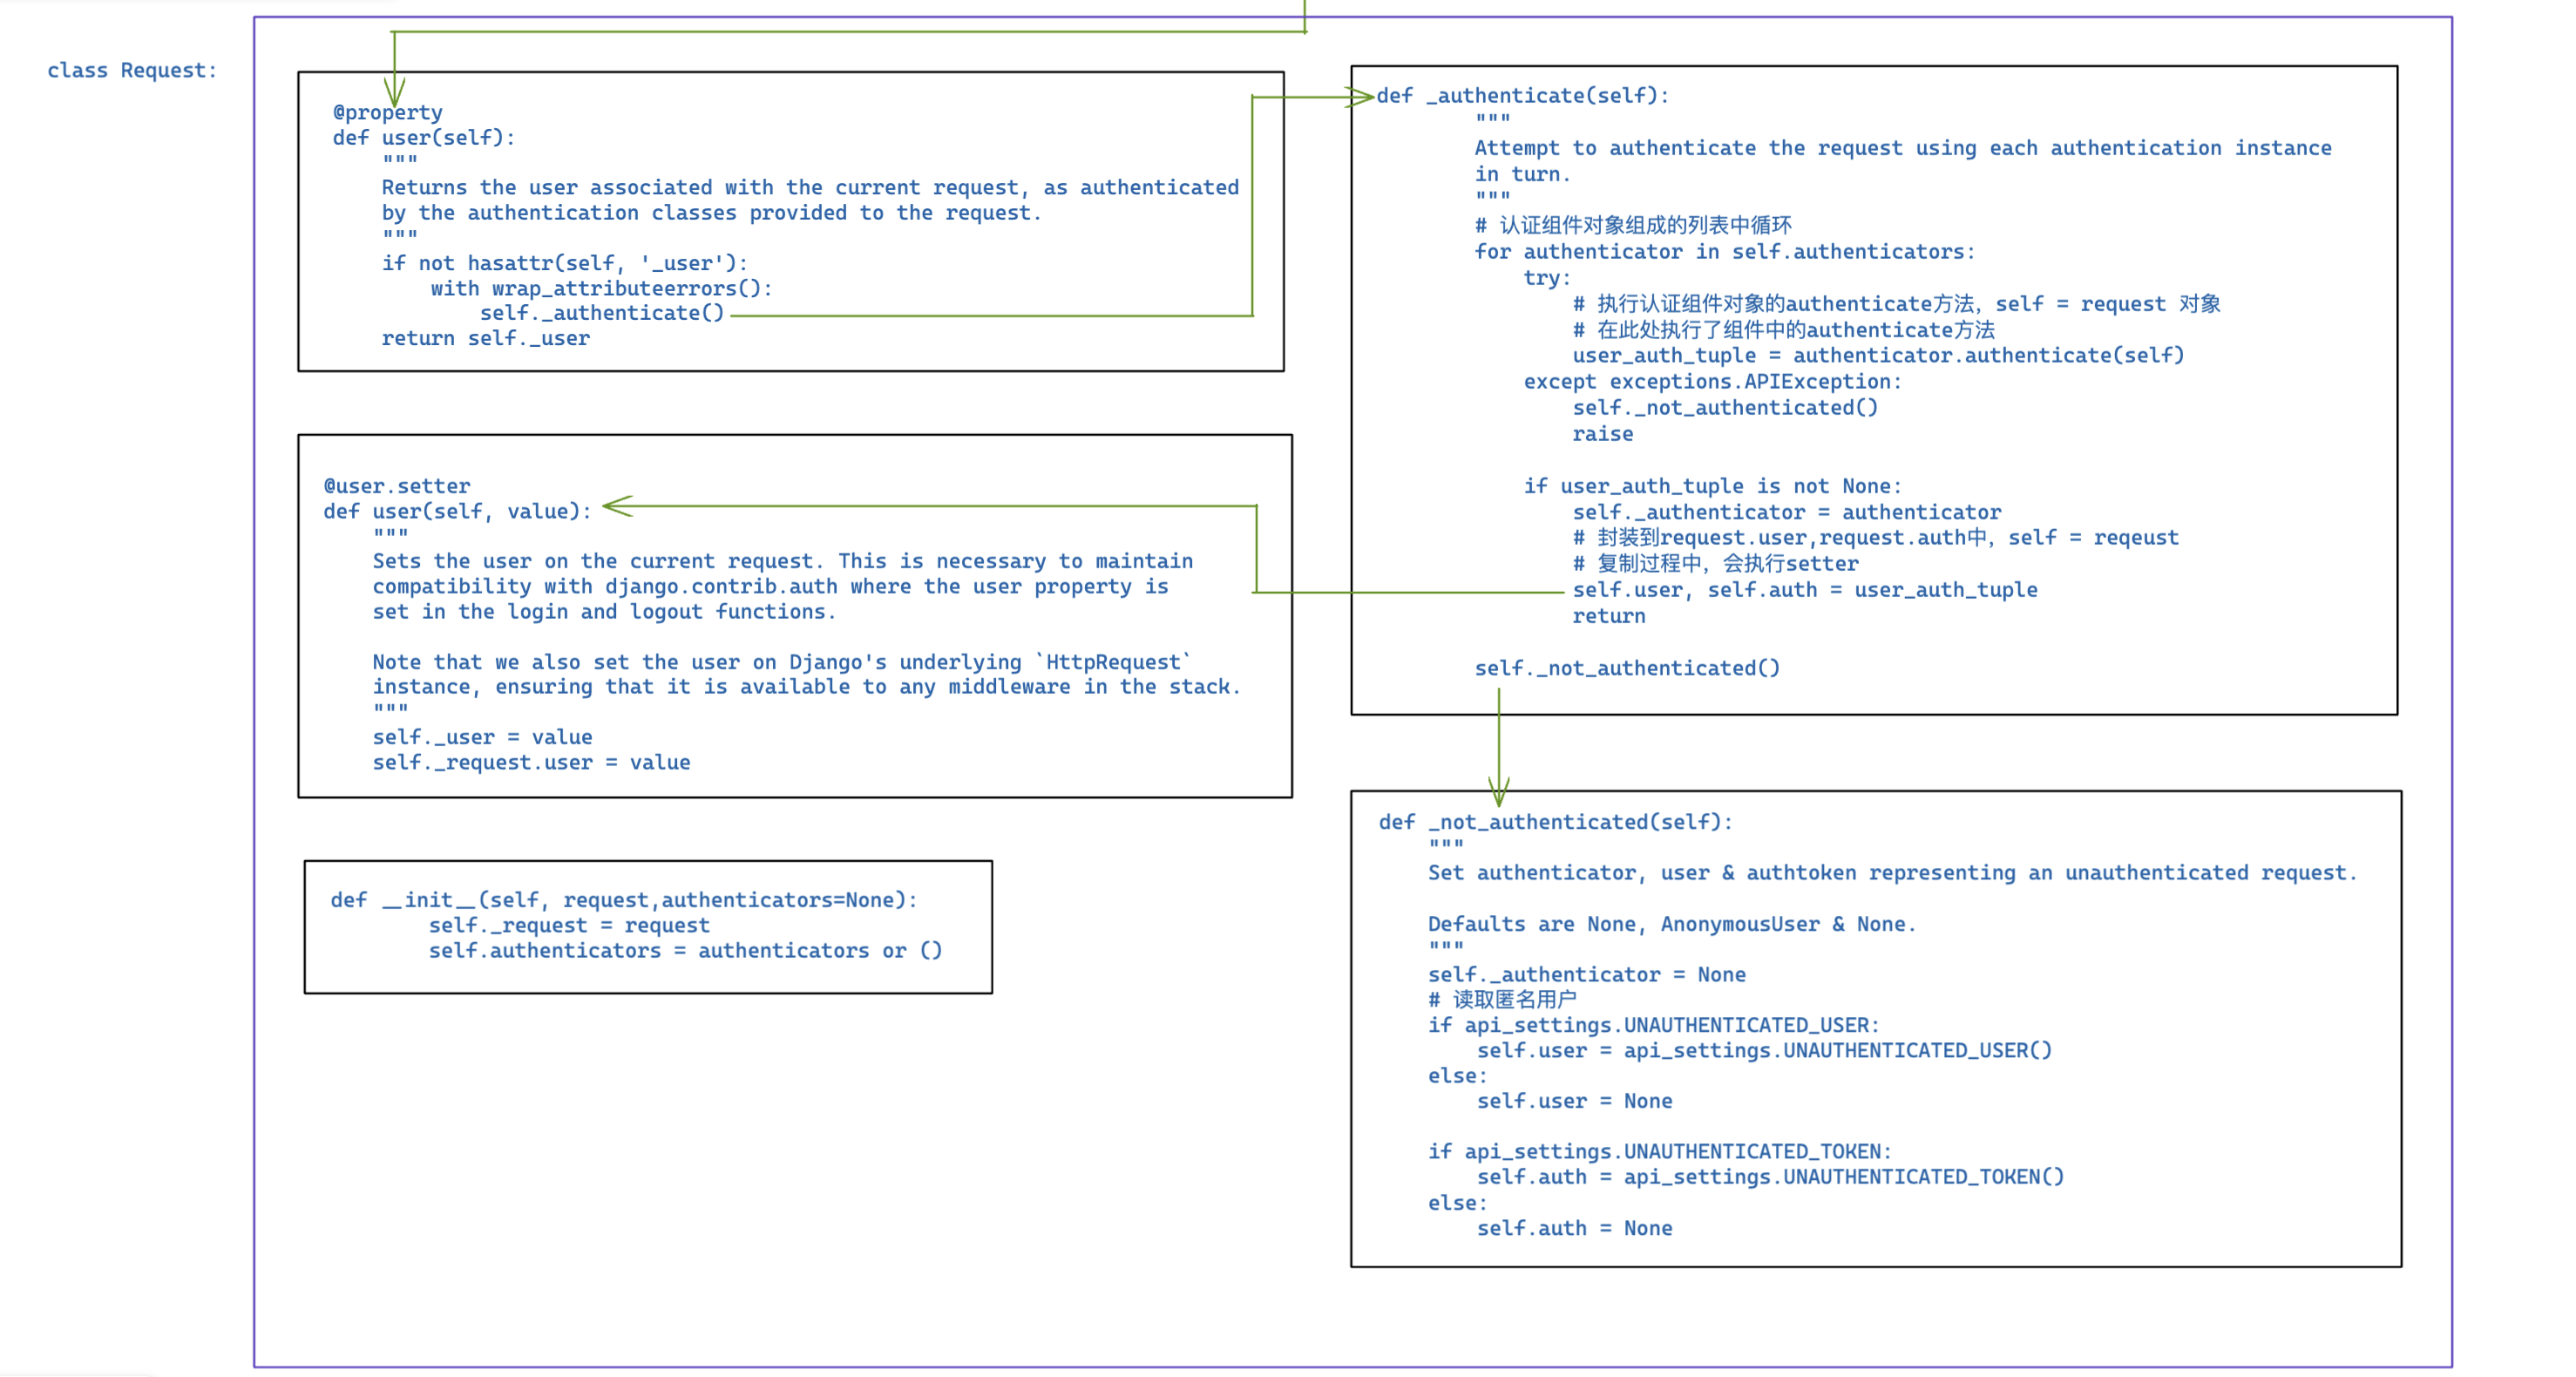 class Request:
@property
def user(self):
    """
    Returns the user associated with the current request, as authenticated
    by the authentication classes provided to the request.
    """
    if not hasattr(self, '_user'):
        with wrap_attributeerrors():
            self._authenticate()
    return self._user
@user.setter
def user(self, value):
    """
    Sets the user on the current request. This is necessary to maintain
    compatibility with django.contrib.auth where the user property is
    set in the login and logout functions.

    Note that we also set the user on Django's underlying `HttpRequest`
    instance, ensuring that it is available to any middleware in the stack.
    """
    self._user = value
    self._request.user = value
def __init__(self, request,authenticators=None):
        self._request = request
        self.authenticators = authenticators or ()
def _authenticate(self):
        """
        Attempt to authenticate the request using each authentication instance
        in turn.
        """
        # 认证组件对象组成的列表中循环
        for authenticator in self.authenticators:
            try:
                # 执行认证组件对象的authenticate方法，self = request 对象
                # 在此处执行了组件中的authenticate方法
                user_auth_tuple = authenticator.authenticate(self)
            except exceptions.APIException:
                self._not_authenticated()
                raise

            if user_auth_tuple is not None:
                self._authenticator = authenticator
                # 封装到request.user,request.auth中，self = reqeust
                # 复制过程中，会执行setter
                self.user, self.auth = user_auth_tuple
                return

        self._not_authenticated()
def _not_authenticated(self):
    """
    Set authenticator, user & authtoken representing an unauthenticated request.

    Defaults are None, AnonymousUser & None.
    """
    self._authenticator = None
    # 读取匿名用户
    if api_settings.UNAUTHENTICATED_USER:
        self.user = api_settings.UNAUTHENTICATED_USER()
    else:
        self.user = None

    if api_settings.UNAUTHENTICATED_TOKEN:
        self.auth = api_settings.UNAUTHENTICATED_TOKEN()
    else:
        self.auth = None